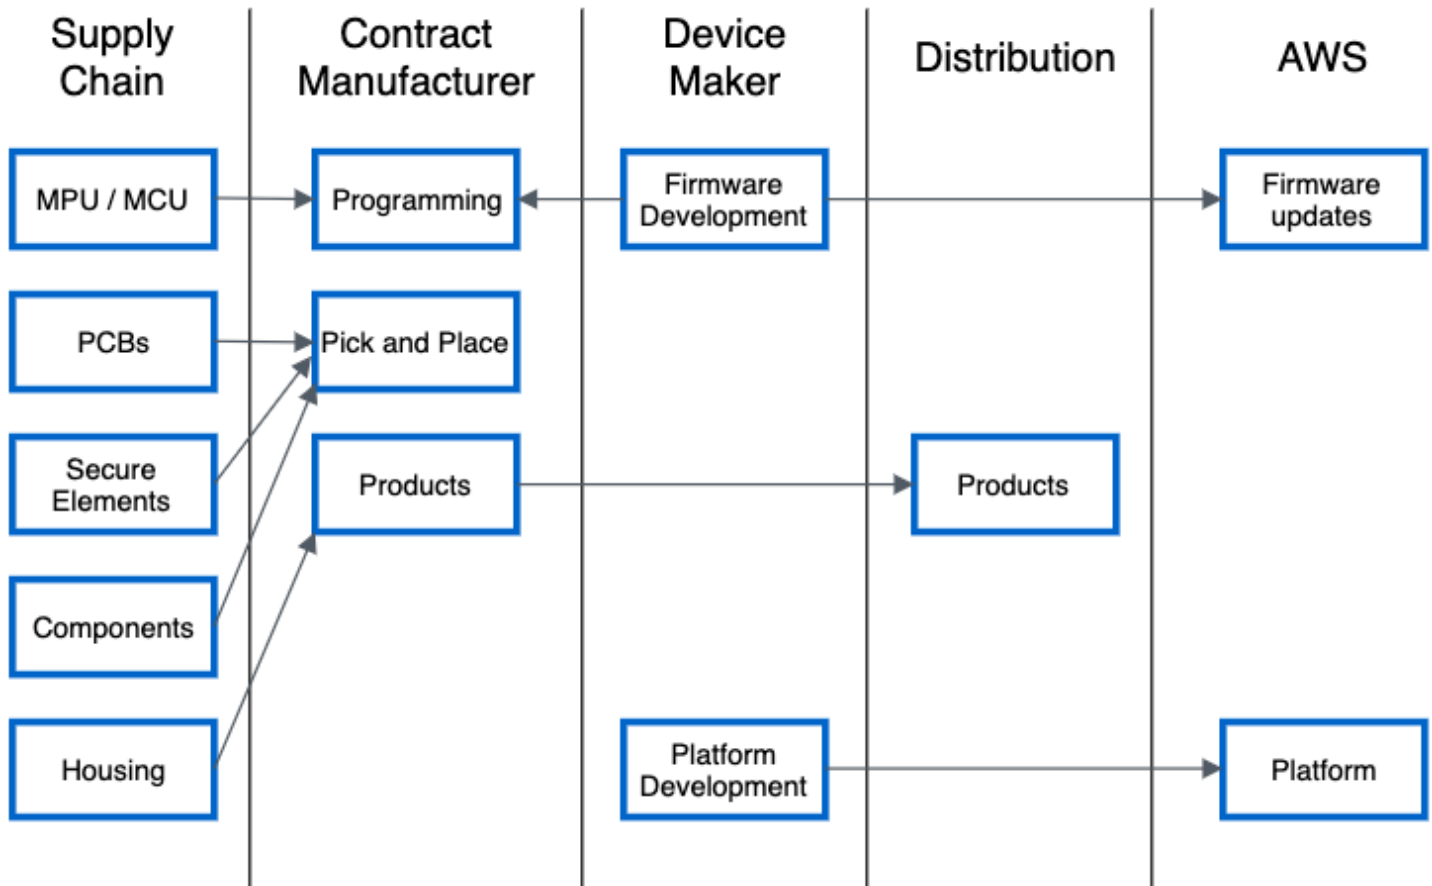 Supply
Chain
Contract
Manufacturer
Device
Maker
Distribution
AWS
MPU / MCU
Programming
Firmware
Development
Firmware
updates
PCBs
Pick and Place
Secure
Elements
Products
Products
Components
Housing
Platform
Development
Platform